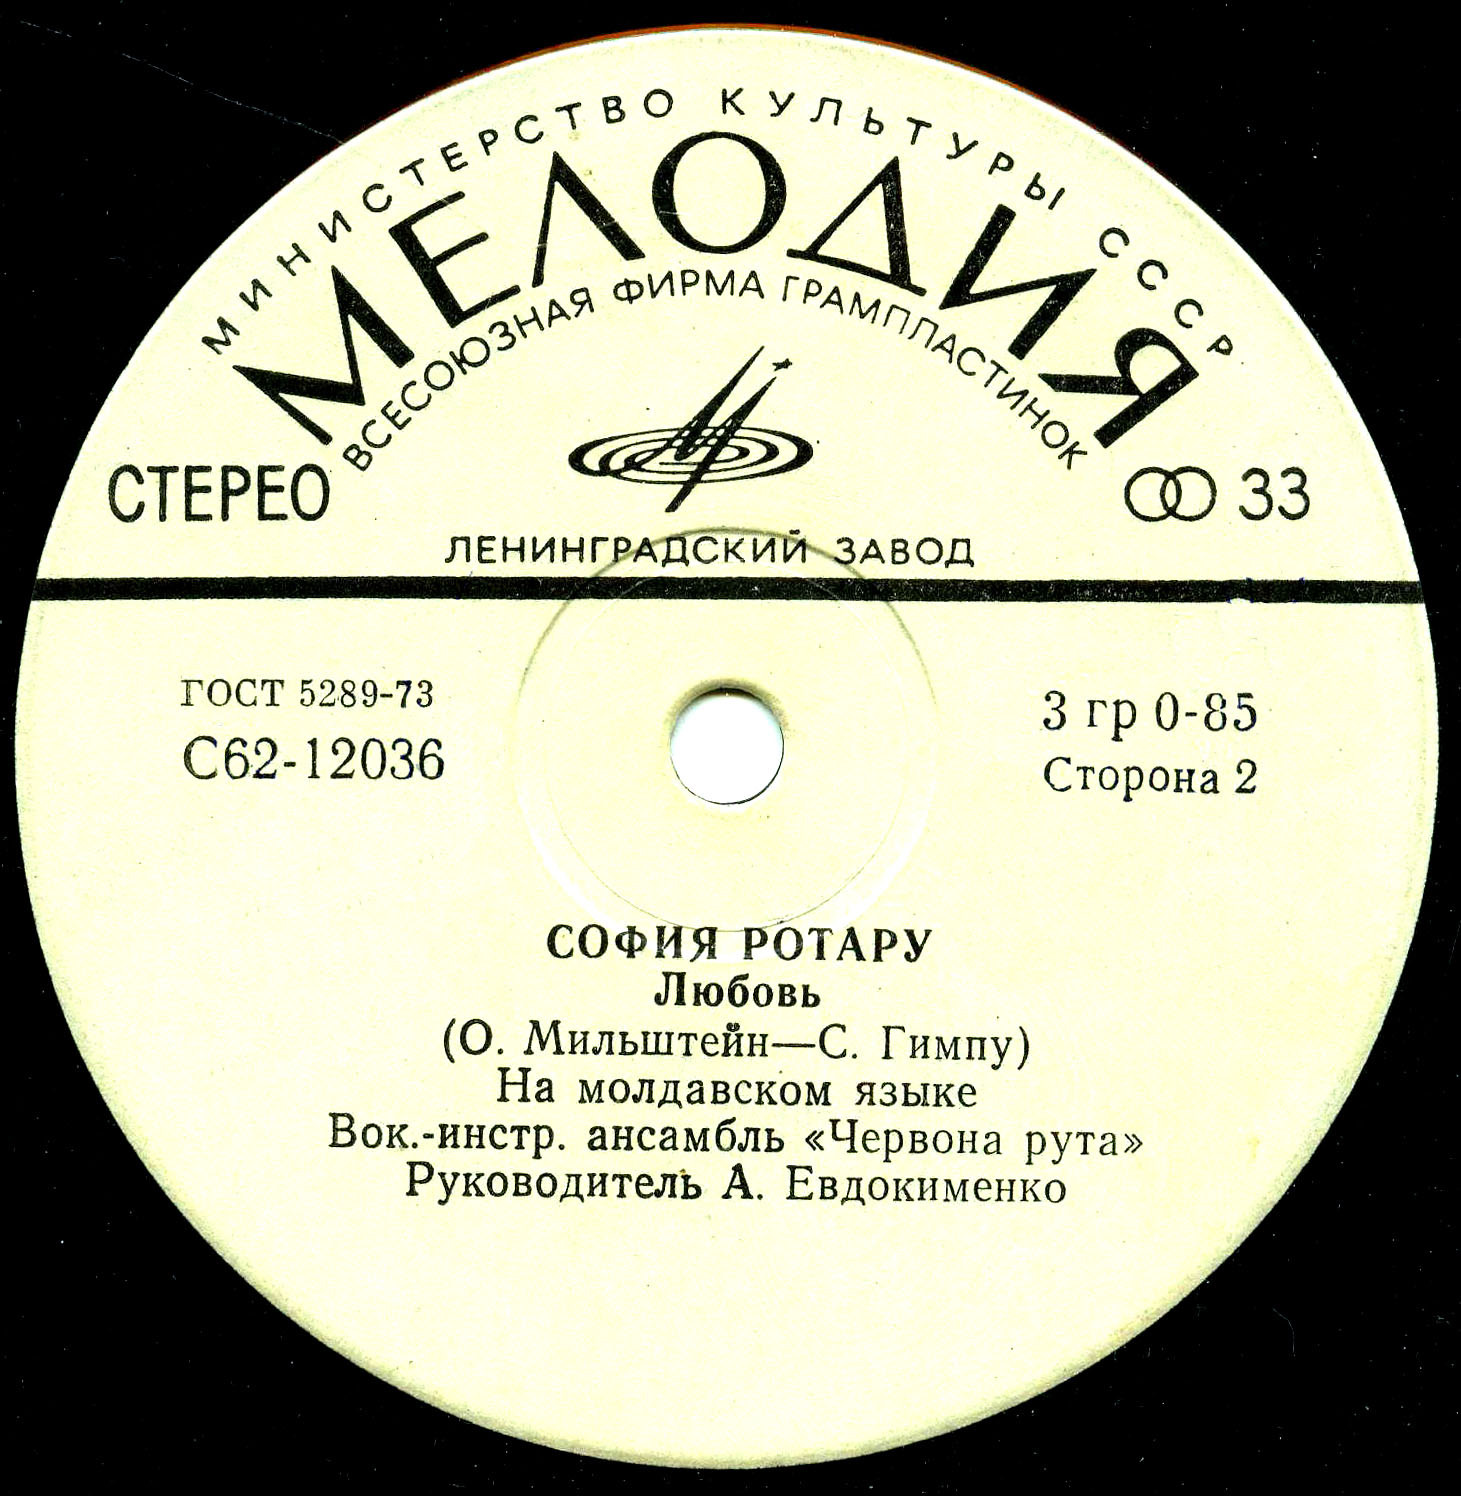 МИНИСТЕРСТВО КУЛЬТУРЫ СССР
МЕЛОДИЯ
ВСЕСОЮЗНАЯ ФИРМА ГРАМПЛАСТИНОК
СТЕРЕО
33
ЛЕНИНГРАДСКИЙ ЗАВОД
ГОСТ 5289-73
С62-12036
3 гр 0-85
Сторона 2
СОФИЯ РОТАРУ
Любовь
(О. Мильштейн—С. Гимпу)
На молдавском языке
Вок.-инстр. ансамбль «Червона рута»
Руководитель А. Евдокименко